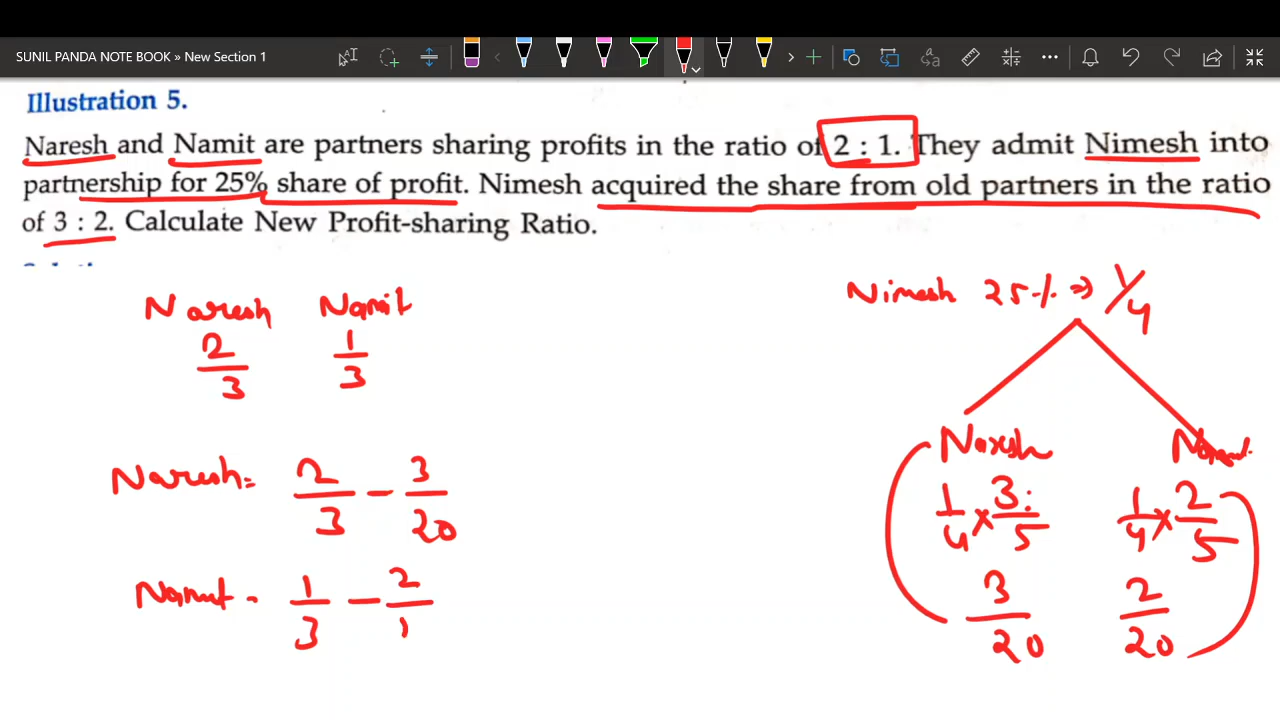 SUNIL PANDA NOTE BOOK » New Section 1
Illustration 5.
Naresh and Namit are partners sharing profits in the ratio of 2 : 1. They admit Nimesh into
partnership for 25% share of profit. Nimesh acquired the share from old partners in the ratio
of 3 : 2. Calculate New Profit-sharing Ratio.
Naresh Namit
2/3 1/3
Nimesh 25% => 1/4
Naresh Namit
1/4 x 3/5 1/4 x 2/5
3/20 2/20
Naresh = 2/3 - 3/20
Namit - 1/3 - 2/1